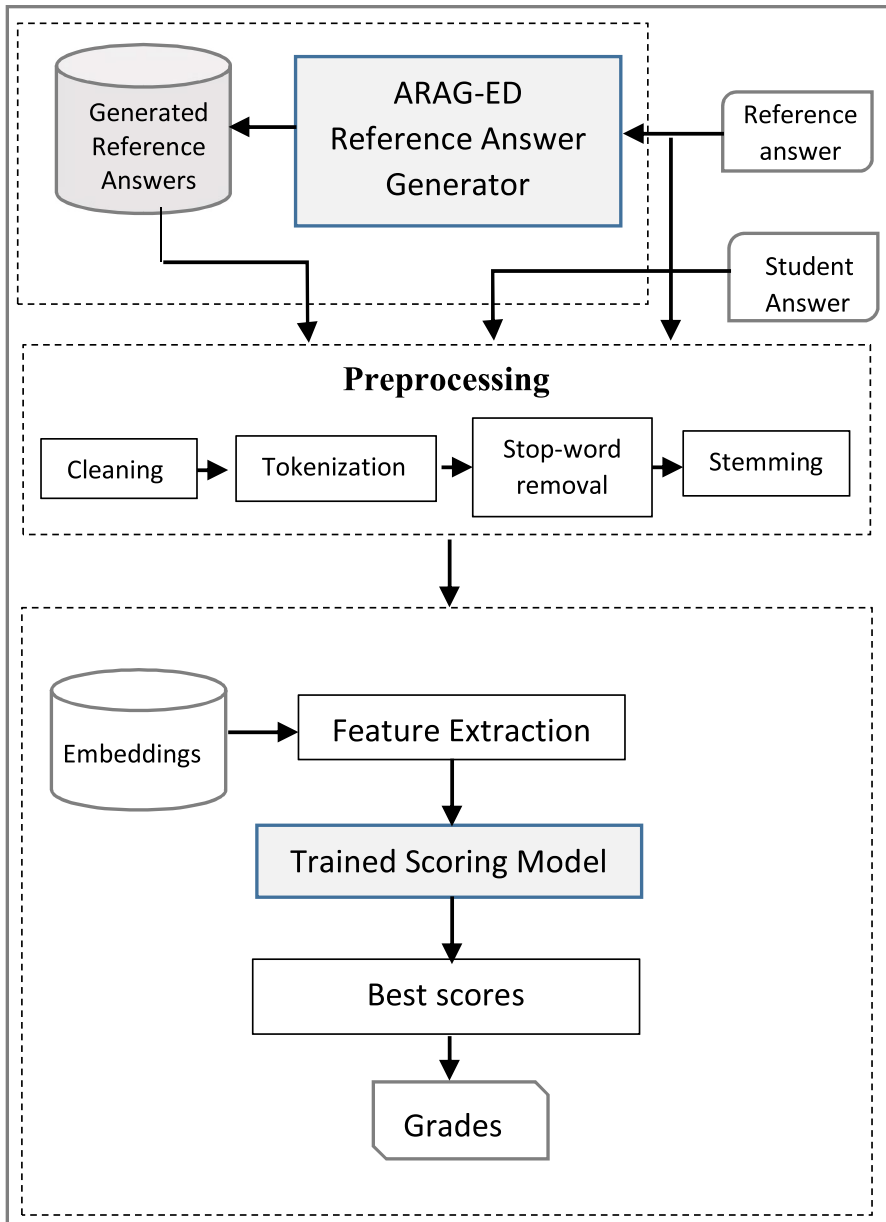 Generated
Reference
Answers
ARAG-ED
Reference Answer
Generator
Reference
answer
Student
Answer
Preprocessing
Cleaning
Tokenization
Stop-word
removal
Stemming
Embeddings
Feature Extraction
Trained Scoring Model
Best scores
Grades